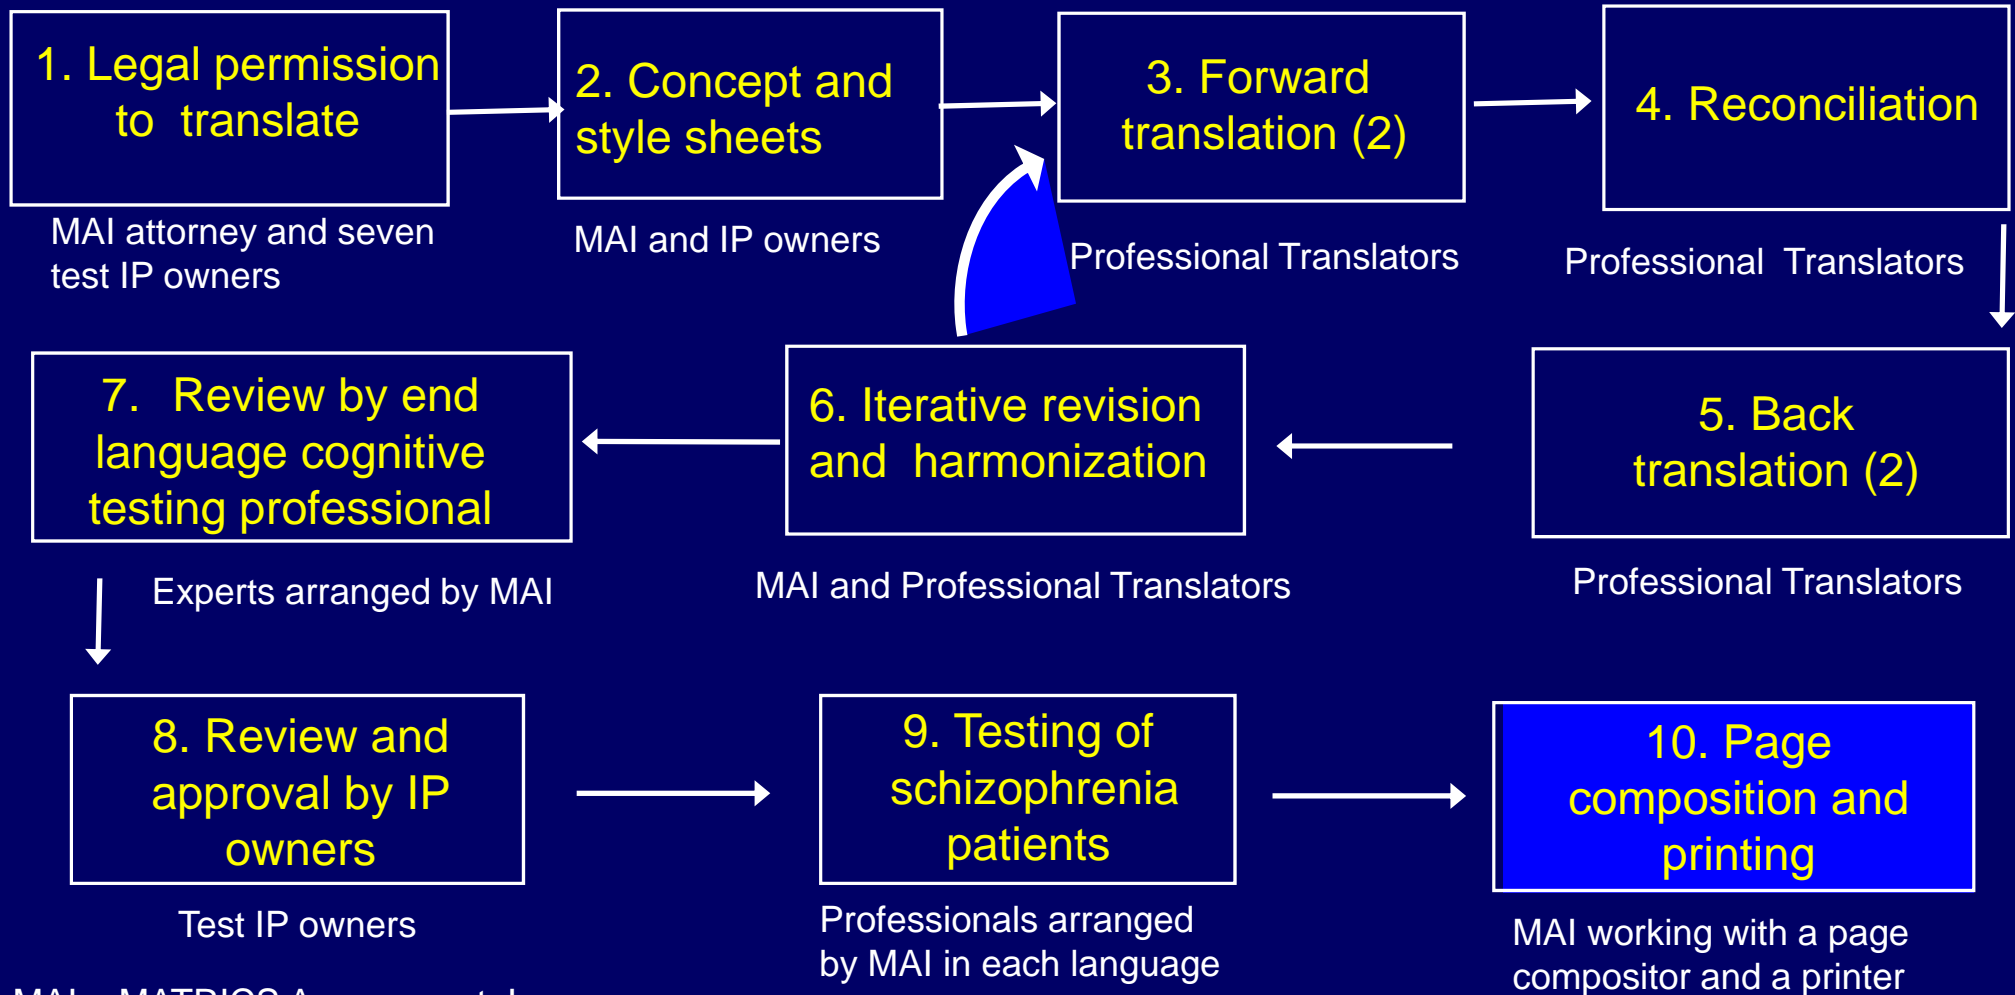 1. Legal permission
to translate
MAI attorney and seven
test IP owners
2. Concept and
style sheets
MAI and IP owners
3. Forward
translation (2)
Professional Translators
4. Reconciliation
Professional Translators
5. Back
translation (2)
Professional Translators
6. Iterative revision
and harmonization
MAI and Professional Translators
7. Review by end
language cognitive
testing professional
Experts arranged by MAI
8. Review and
approval by IP
owners
Test IP owners
9. Testing of
schizophrenia
patients
Professionals arranged
by MAI in each language
10. Page
composition and
printing
MAI working with a page
compositor and a printer